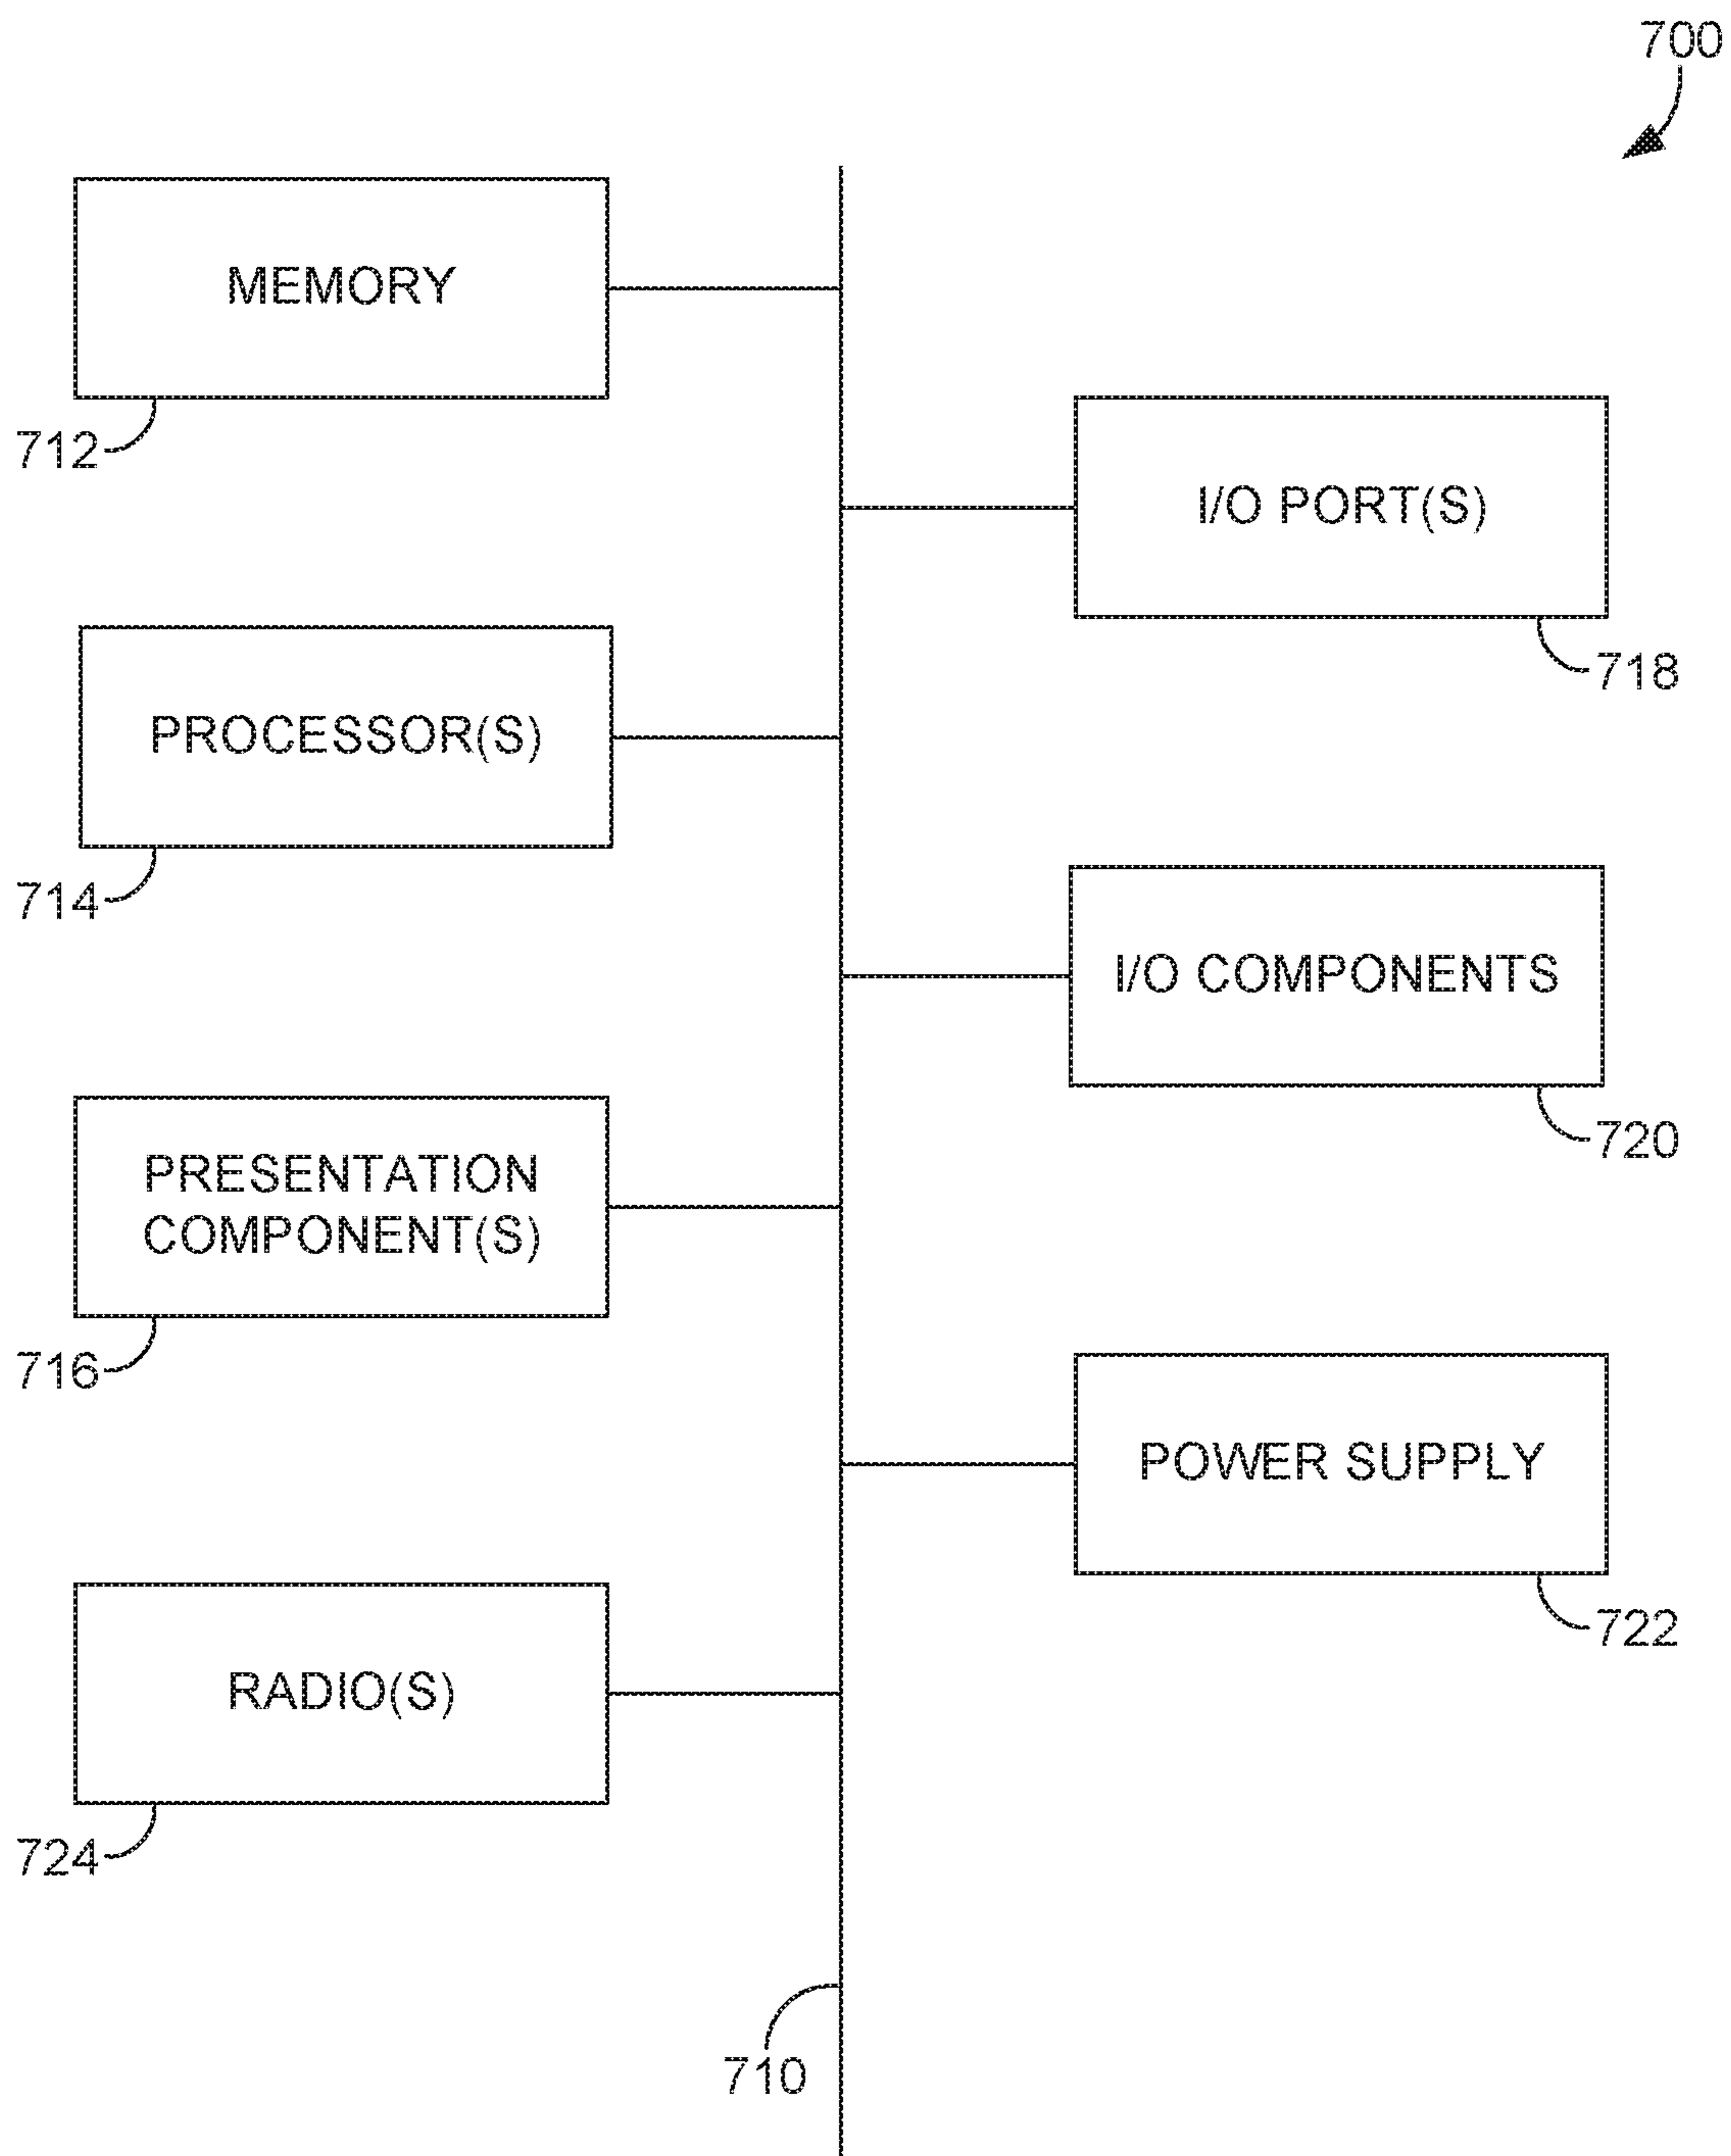 700
MEMORY
712
I/O PORT(S)
718
PROCESSOR(S)
714
I/O COMPONENTS
720
PRESENTATION
COMPONENT(S)
716
POWER SUPPLY
722
RADIO(S)
724
710